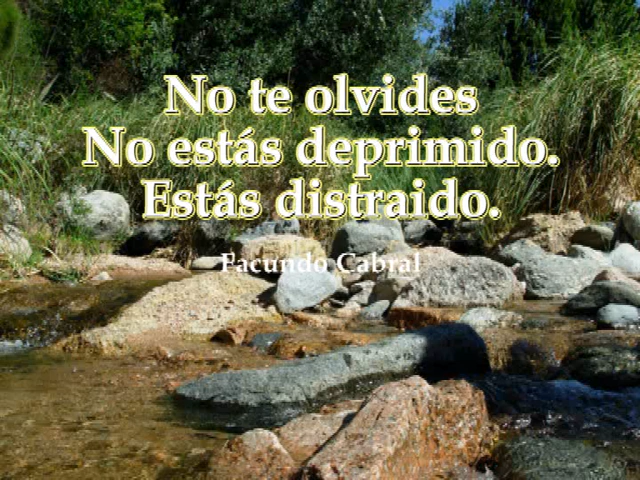 No te olvides
No estás deprimido.
Estás distraido.
Facundo Cabral